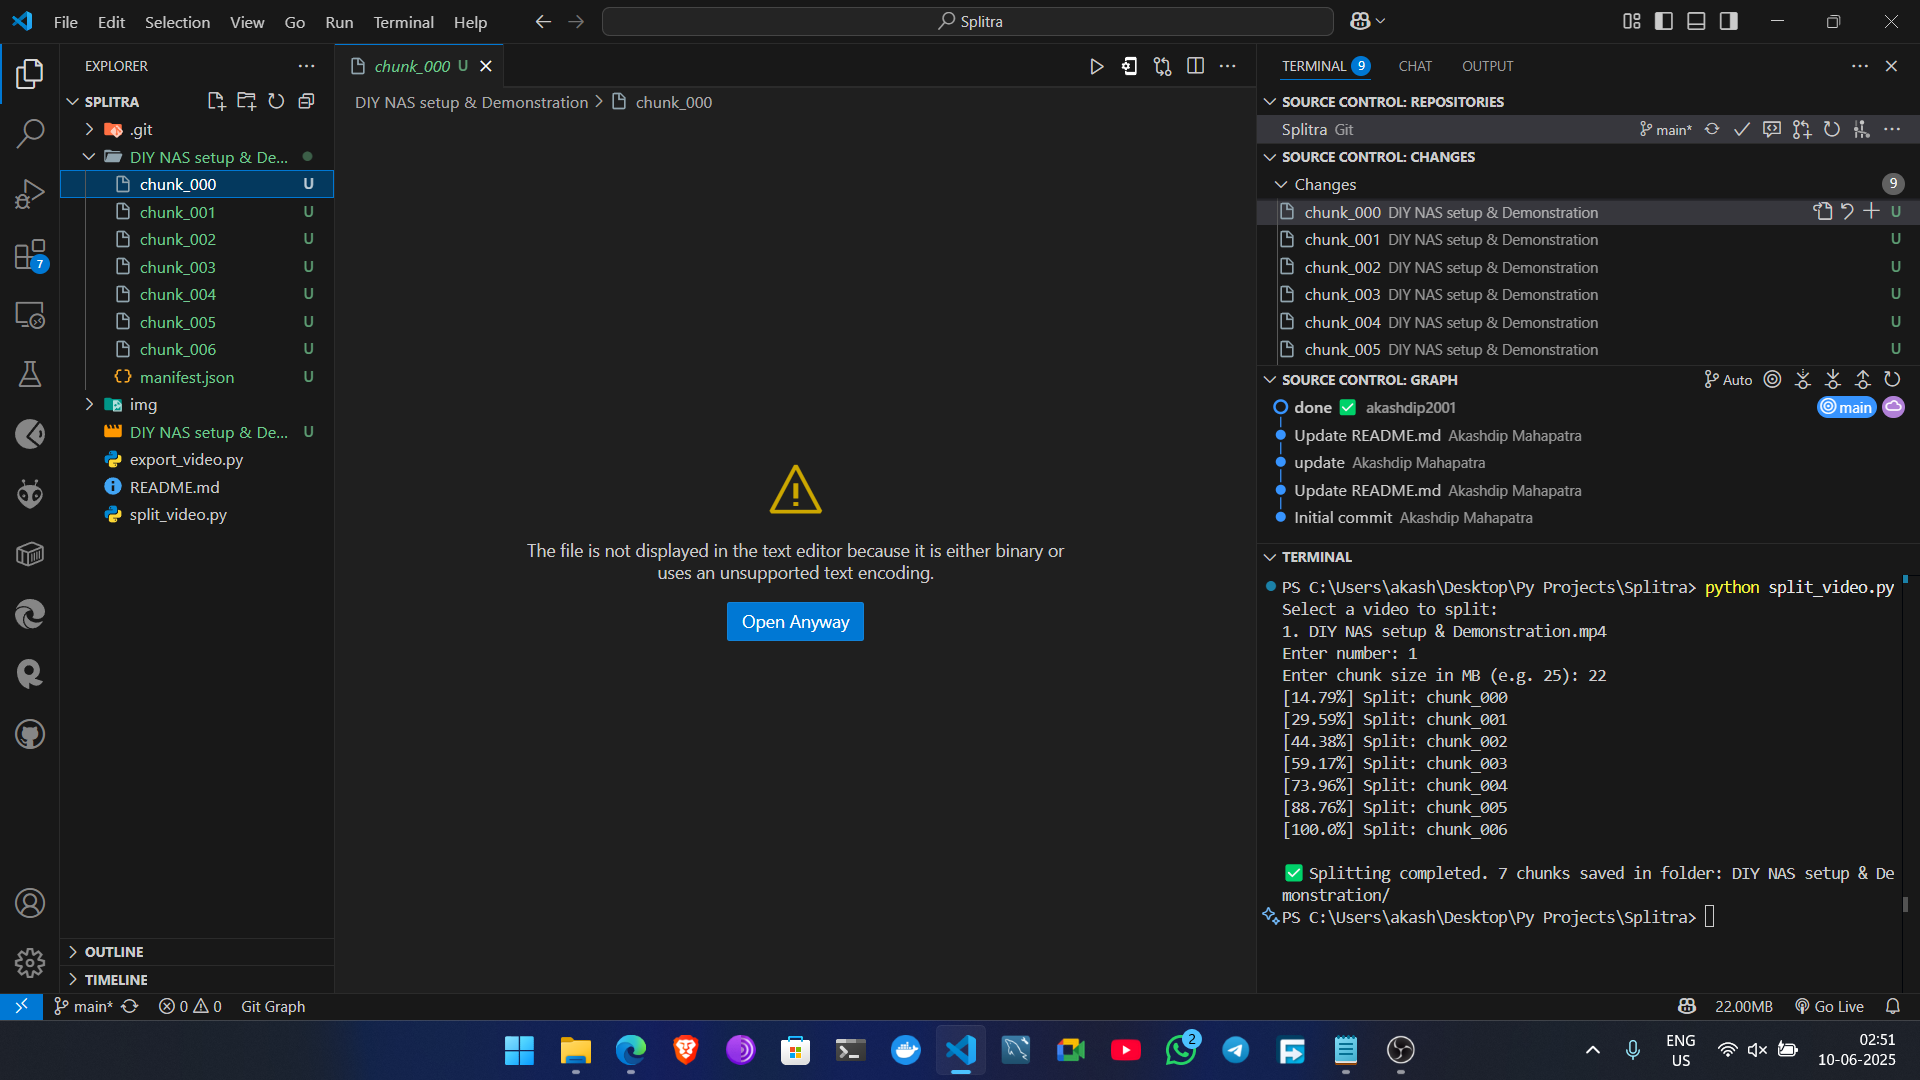 File Edit Selection View Go Run Terminal Help
Splitra
EXPLORER
SPLITRA
.git
DIY NAS setup & De...
chunk_000 U
chunk_001 U
chunk_002 U
chunk_003 U
chunk_004 U
chunk_005 U
chunk_006 U
manifest.json U
img
DIY NAS setup & De... U
export_video.py
README.md
split_video.py
OUTLINE
TIMELINE
7
chunk_000 U
DIY NAS setup & Demonstration > chunk_000
The file is not displayed in the text editor because it is either binary or
uses an unsupported text encoding.
Open Anyway
TERMINAL 9 CHAT OUTPUT
SOURCE CONTROL: REPOSITORIES
Splitra Git main*
SOURCE CONTROL: CHANGES
Changes 9
chunk_000 DIY NAS setup & Demonstration U
chunk_001 DIY NAS setup & Demonstration U
chunk_002 DIY NAS setup & Demonstration U
chunk_003 DIY NAS setup & Demonstration U
chunk_004 DIY NAS setup & Demonstration U
chunk_005 DIY NAS setup & Demonstration U
SOURCE CONTROL: GRAPH Auto
done ✅ akashdip2001 main
Update README.md Akashdip Mahapatra
update Akashdip Mahapatra
Update README.md Akashdip Mahapatra
Initial commit Akashdip Mahapatra
TERMINAL
PS C:\Users\akash\Desktop\Py Projects\Splitra> python split_video.py
Select a video to split:
1. DIY NAS setup & Demonstration.mp4
Enter number: 1
Enter chunk size in MB (e.g. 25): 22
[14.79%] Split: chunk_000
[29.59%] Split: chunk_001
[44.38%] Split: chunk_002
[59.17%] Split: chunk_003
[73.96%] Split: chunk_004
[88.76%] Split: chunk_005
[100.0%] Split: chunk_006
✅ Splitting completed. 7 chunks saved in folder: DIY NAS setup & De
monstration/
PS C:\Users\akash\Desktop\Py Projects\Splitra>
main* 0 0 Git Graph 22.00MB Go Live
2
ENG
US
02:51
10-06-2025